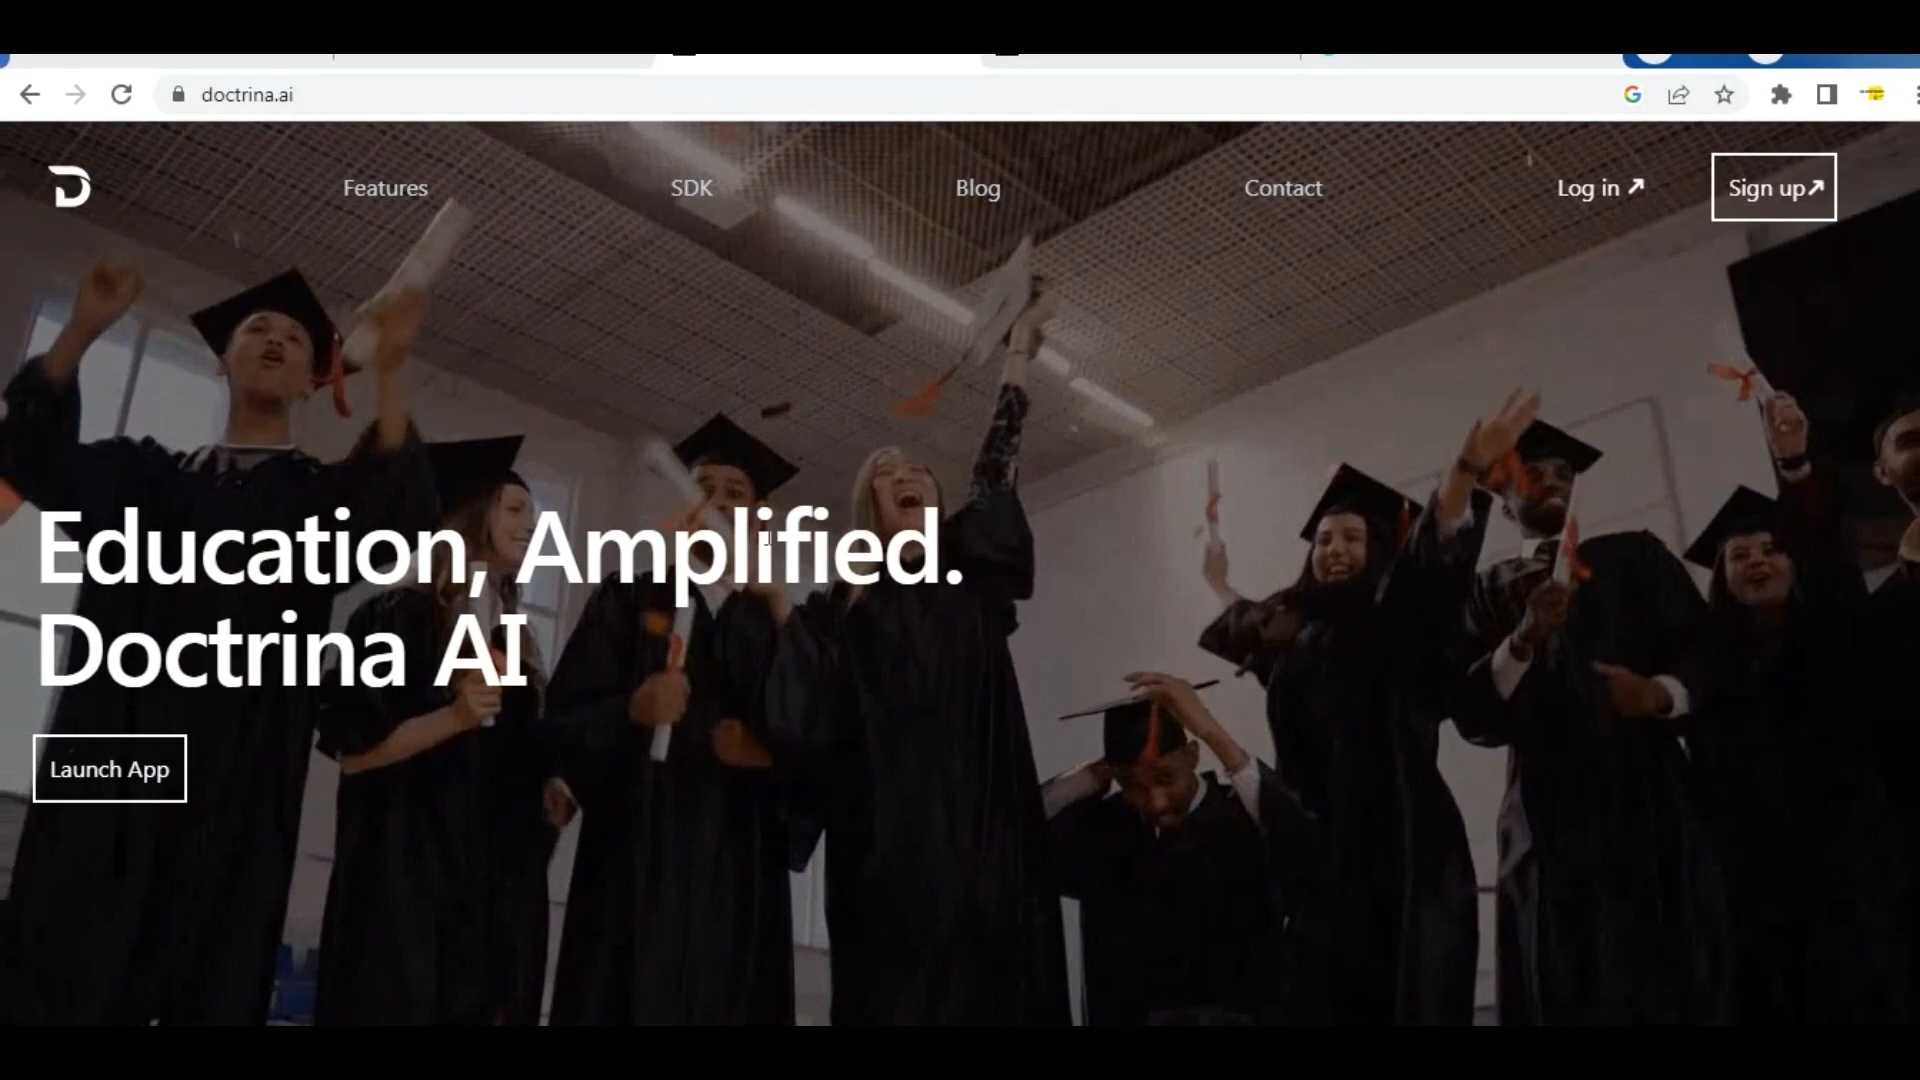 doctrina.ai
Features
SDK
Blog
Contact
Log in
Sign up
Education, Amplified.
Doctrina AI
Launch App